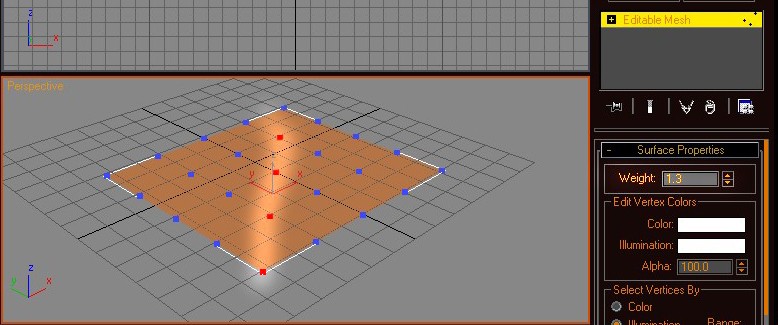 z
x
Editable Mesh
Perspective
Surface Properties
Weight: 1.3
y
x
Edit Vertex Colors
Color:
Illumination:
z
Alpha: 100.0
y
x
Select Vertices By
Color
Illumination Range: